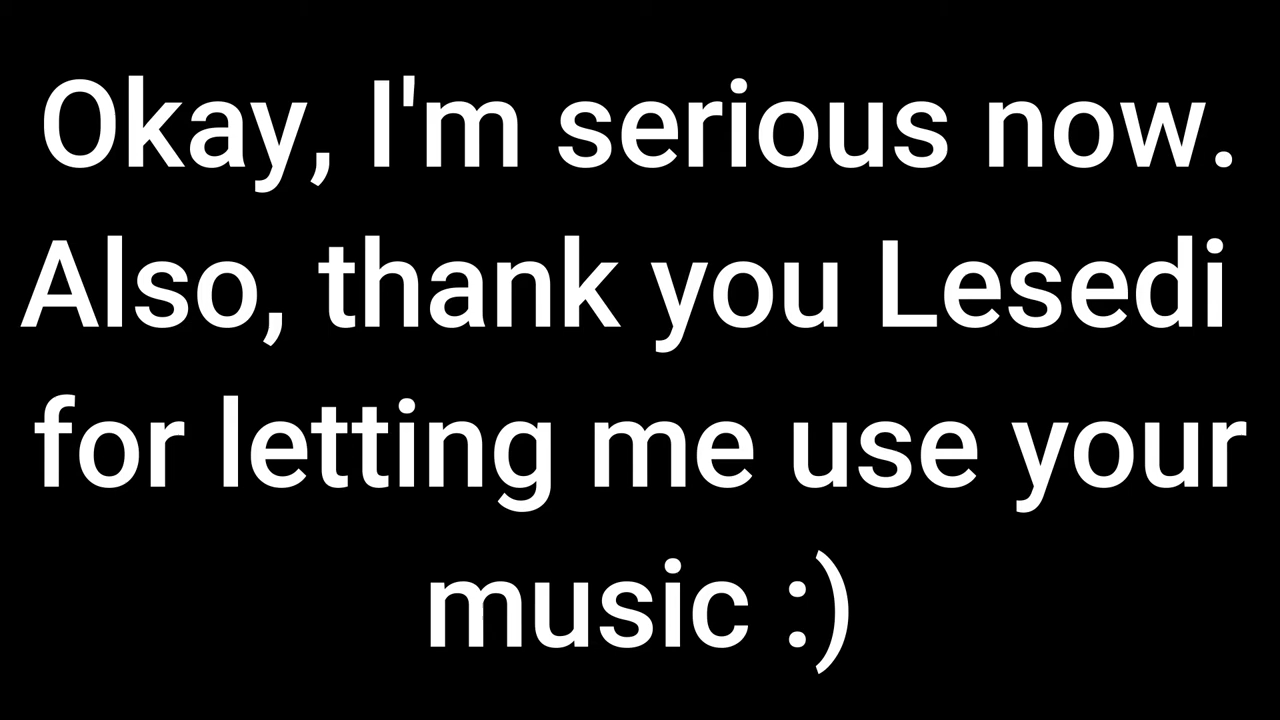 Okay, I'm serious now.
Also, thank you Lesedi
for letting me use your
music :)